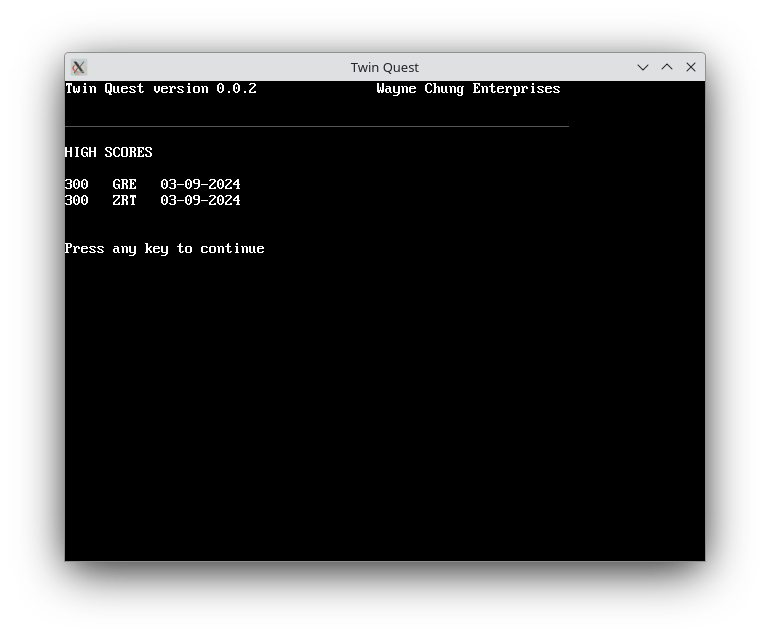 Twin Quest
Twin Quest version 0.0.2 Wayne Chung Enterprises
HIGH SCORES
300 GRE 03-09-2024
300 ZRT 03-09-2024
Press any key to continue